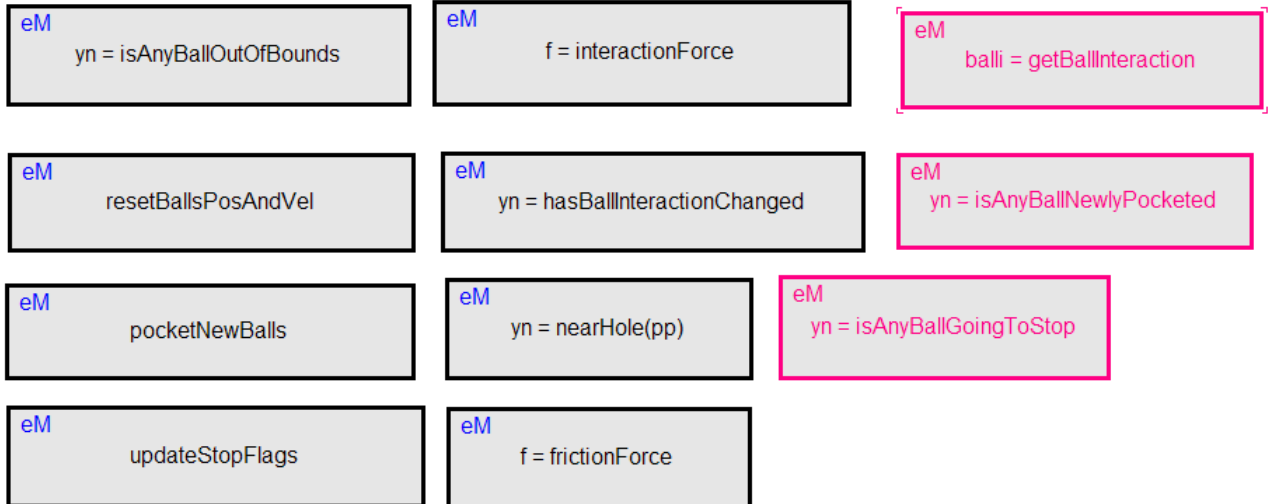 eM
yn = isAnyBallOutOfBounds
eM
f = interactionForce
eM
balli = getBallInteraction
eM
resetBallsPosAndVel
eM
yn = hasBallInteractionChanged
eM
yn = isAnyBallNewlyPocketed
eM
pocketNewBalls
eM
yn = nearHole(pp)
eM
yn = isAnyBallGoingToStop
eM
updateStopFlags
eM
f = frictionForce